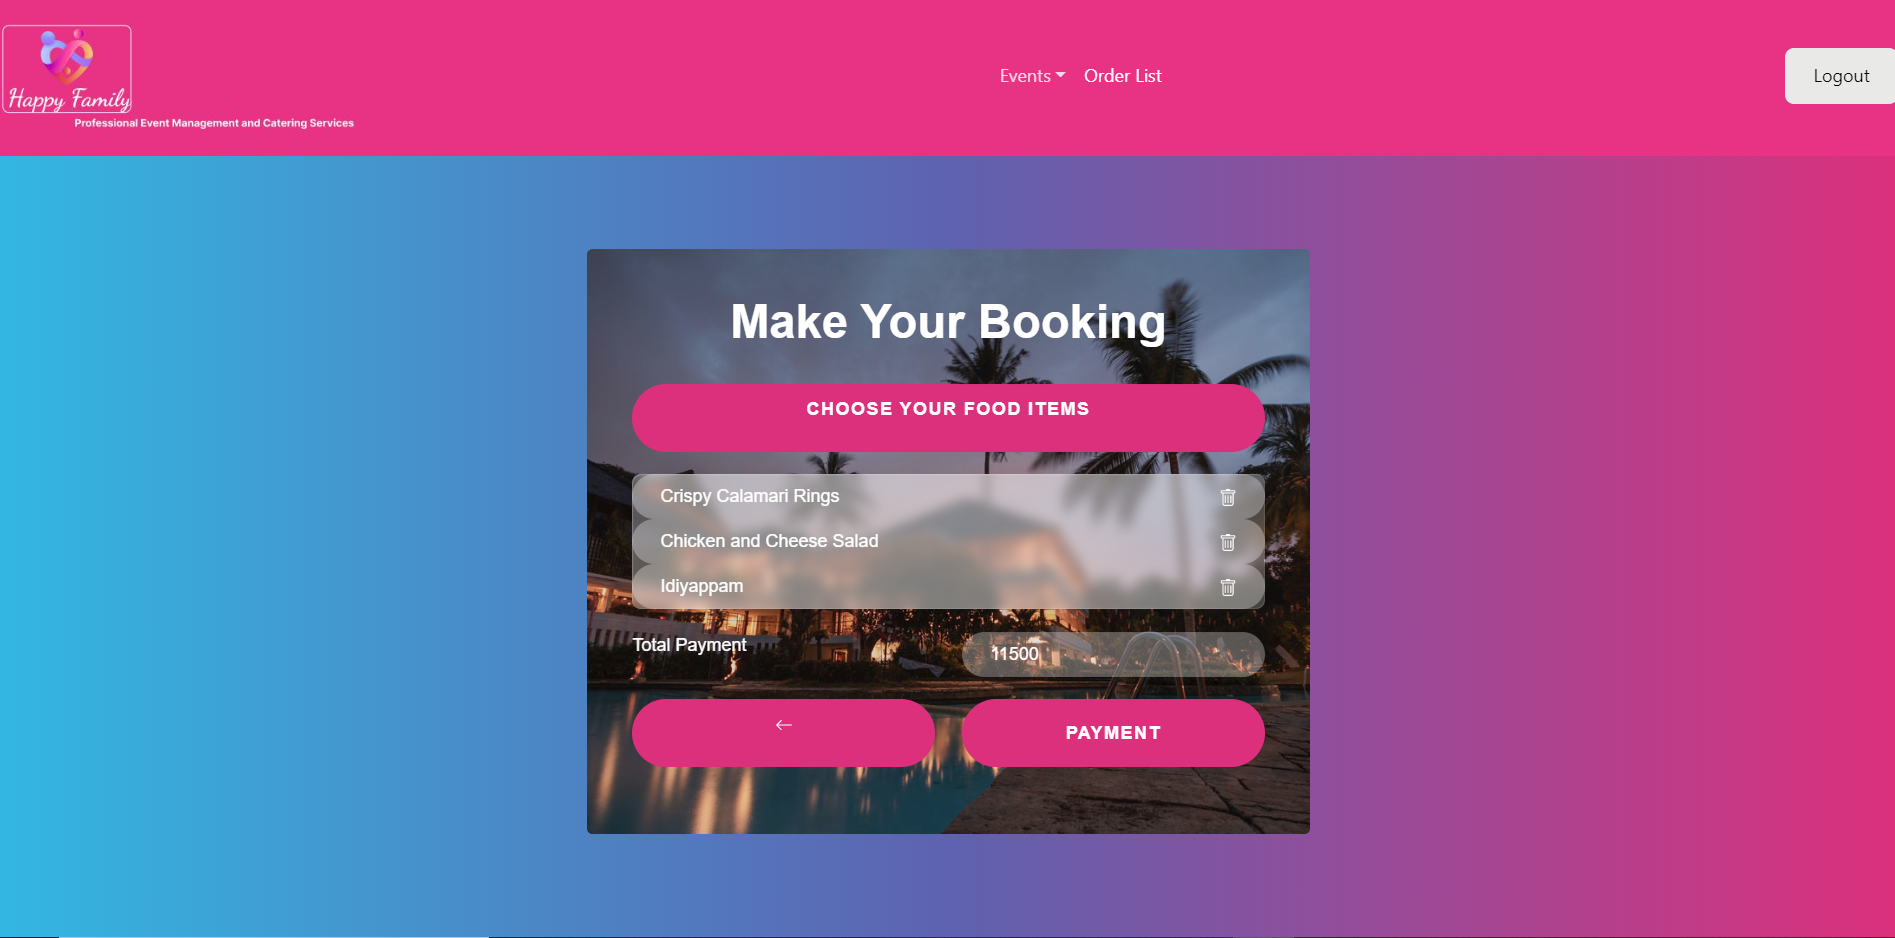 Happy Family
Professional Event Management and Catering Services
Events
Order List
Logout
Make Your Booking
CHOOSE YOUR FOOD ITEMS
Crispy Calamari Rings
Chicken and Cheese Salad
Idiyappam
Total Payment
11500
←
PAYMENT